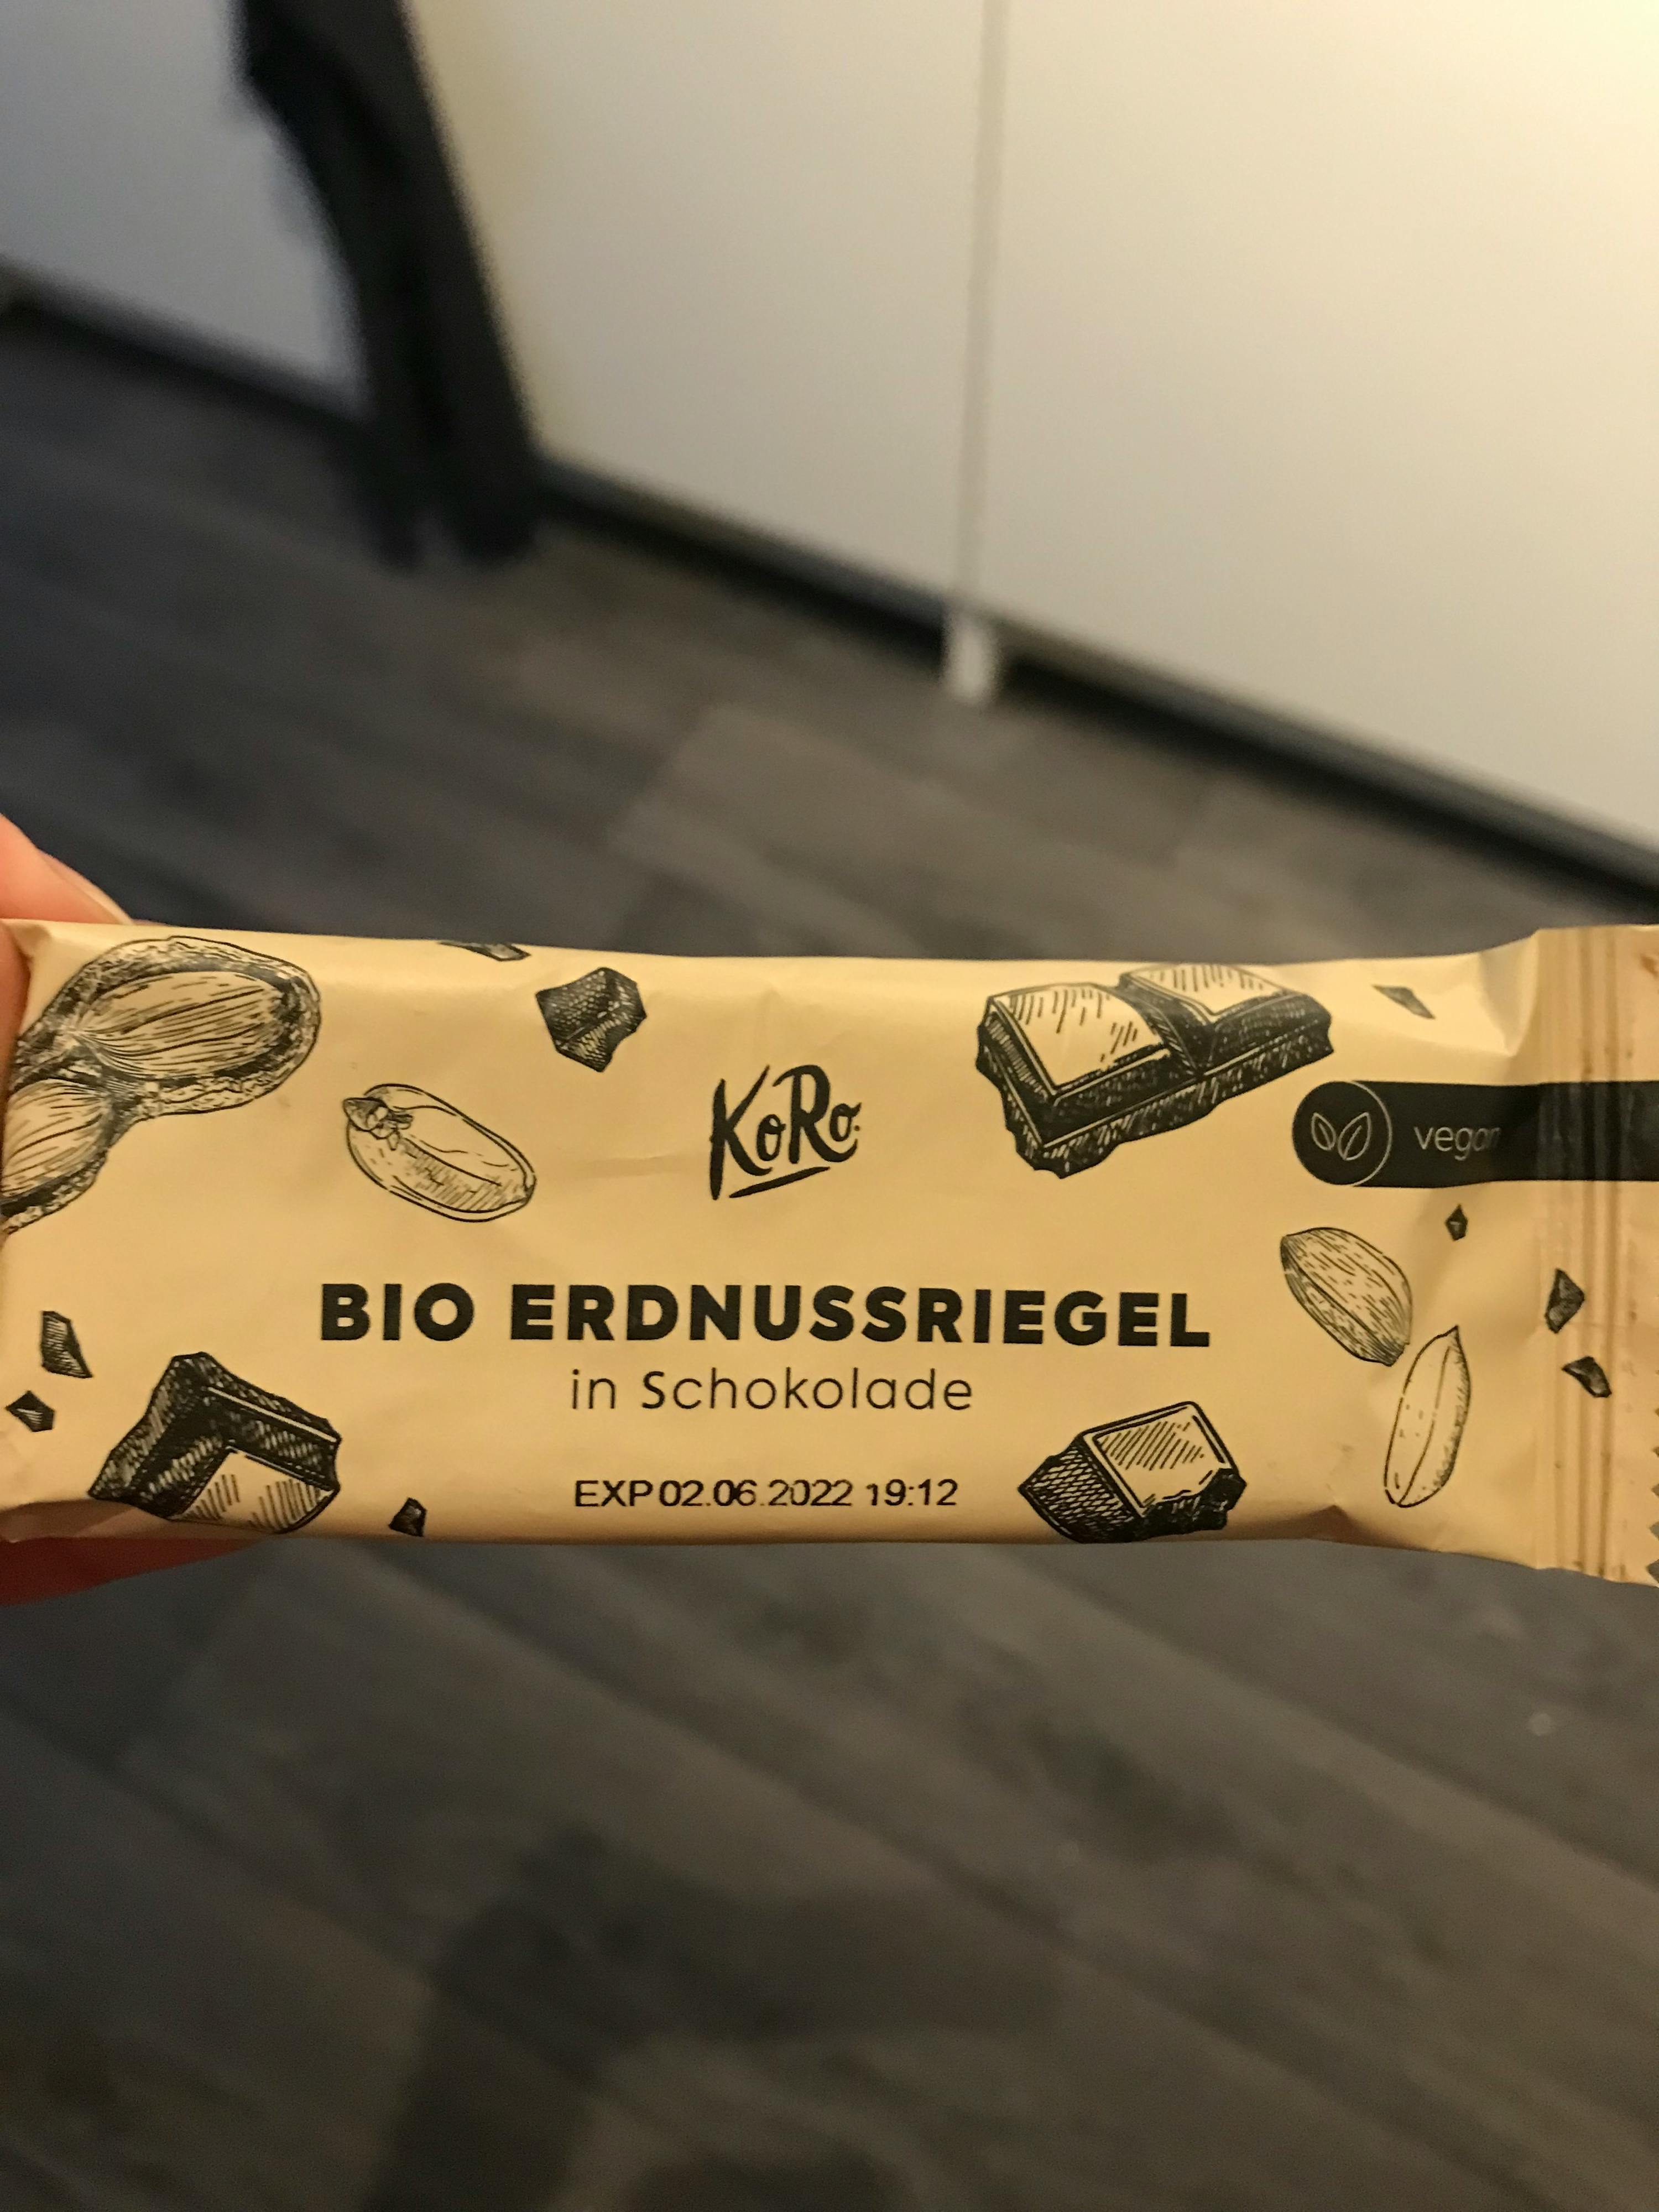 KoRo
vegan
BIO ERDNUSSRIEGEL
in Schokolade
EXP 02.06.2022 19:12